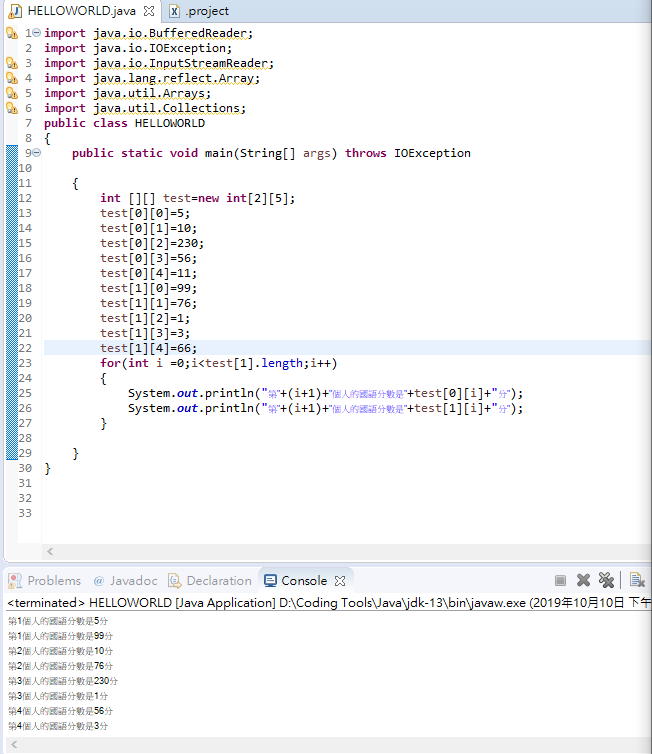 HELLOWORLD.java .project
1 import java.io.BufferedReader;
2 import java.io.IOException;
3 import java.io.InputStreamReader;
4 import java.lang.reflect.Array;
5 import java.util.Arrays;
6 import java.util.Collections;
7 public class HELLOWORLD
8 {
9 public static void main(String[] args) throws IOException
10
11 {
12 int [][] test=new int[2][5];
13 test[0][0]=5;
14 test[0][1]=10;
15 test[0][2]=230;
16 test[0][3]=56;
17 test[0][4]=11;
18 test[1][0]=99;
19 test[1][1]=76;
20 test[1][2]=1;
21 test[1][3]=3;
22 test[1][4]=66;
23 for(int i =0;i<test[1].length;i++)
24 {
25 System.out.println("第"+(i+1)+"個人的國語分數是"+test[0][i]+"分");
26 System.out.println("第"+(i+1)+"個人的國語分數是"+test[1][i]+"分");
27 }
28
29 }
30 }
31
32
33
Problems @ Javadoc Declaration Console
<terminated> HELLOWORLD [Java Application] D:\Coding Tools\Java\jdk-13\bin\javaw.exe (2019年10月10日 下午
第1個人的國語分數是5分
第1個人的國語分數是99分
第2個人的國語分數是10分
第2個人的國語分數是76分
第3個人的國語分數是230分
第3個人的國語分數是1分
第4個人的國語分數是56分
第4個人的國語分數是3分